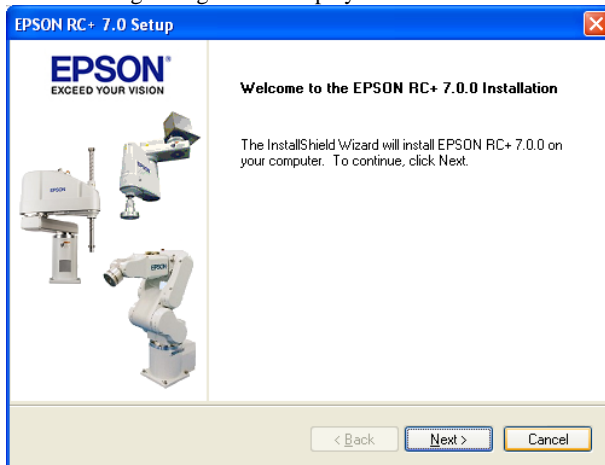 EPSON RC+ 7.0 Setup
EPSON®
EXCEED YOUR VISION
Welcome to the EPSON RC+ 7.0.0 Installation
The InstallShield Wizard will install EPSON RC+ 7.0.0 on
your computer. To continue, click Next.
EPSON
EPSON
EPSON
< Back
Next >
Cancel